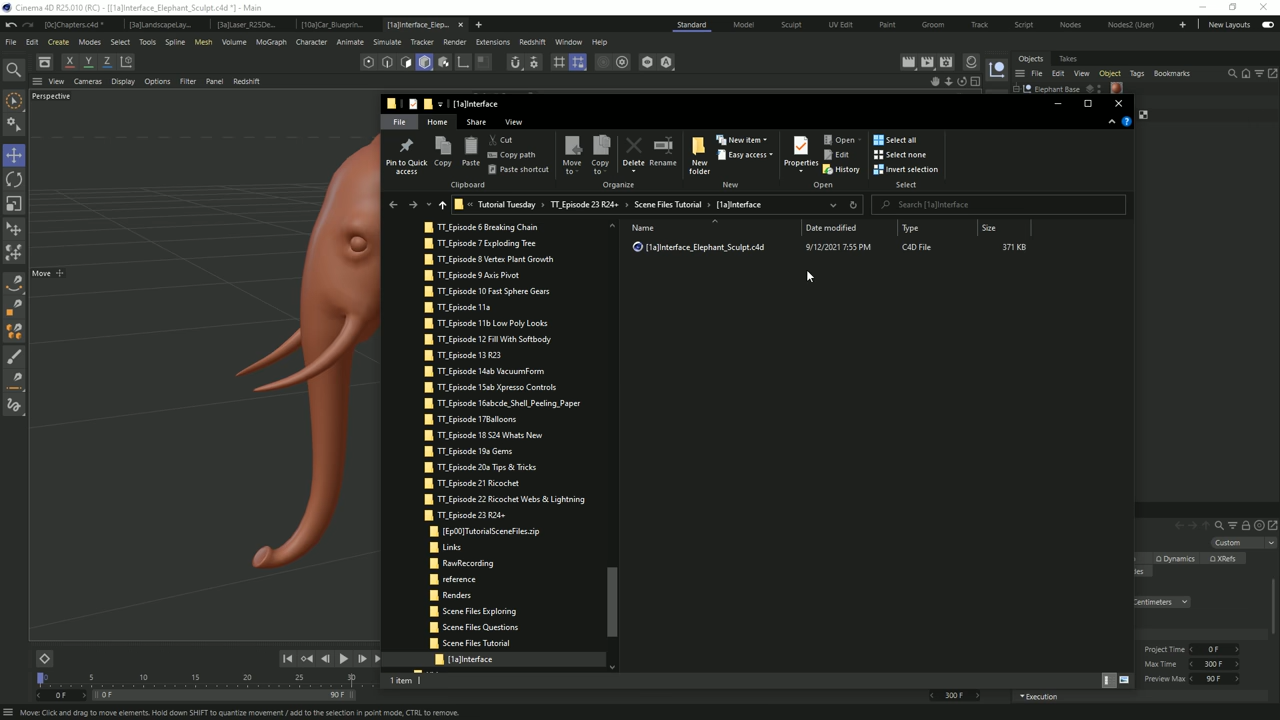 Cinema 4D R25.010 (RC) - [[1a]Interface_Elephant_Sculpt.c4d *] - Main
[0c]Chapters.c4d * [3a]LandscapeLay... [3a]Laser_R25De... [10a]Car_Blueprin... [1a]Interface_Elep... Standard Model Sculpt UV Edit Paint Groom Track Script Nodes Nodes2 (User) New Layouts
File Edit Create Modes Select Tools Spline Mesh Volume MoGraph Character Animate Simulate Tracker Render Extensions Redshift Window Help
Objects Takes
View Cameras Display Options Filter Panel Redshift
File Edit View Object Tags Bookmarks
Elephant Base
Perspective
[1a]Interface
File Home Share View
Pin to Quick access
Copy
Paste
Cut
Copy path
Paste shortcut
Move to
Copy to
Delete
Rename
New folder
New item
Easy access
Properties
Open
Edit
History
Select all
Select none
Invert selection
Clipboard Organize New Open Select
« Tutorial Tuesday › TT_Episode 23 R24+ › Scene Files Tutorial › [1a]Interface
Search [1a]Interface
Name Date modified Type Size
[1a]Interface_Elephant_Sculpt.c4d 9/12/2021 7:55 PM C4D File 371 KB
TT_Episode 6 Breaking Chain
TT_Episode 7 Exploding Tree
TT_Episode 8 Vertex Plant Growth
TT_Episode 9 Axis Pivot
TT_Episode 10 Fast Sphere Gears
TT_Episode 11a
TT_Episode 11b Low Poly Looks
TT_Episode 12 Fill With Softbody
TT_Episode 13 R23
TT_Episode 14ab VacuumForm
TT_Episode 15ab Xpresso Controls
TT_Episode 16abcde_Shell_Peeling_Paper
TT_Episode 17Balloons
TT_Episode 18 S24 Whats New
TT_Episode 19a Gems
TT_Episode 20a Tips & Tricks
TT_Episode 21 Ricochet
TT_Episode 22 Ricochet Webs & Lightning
TT_Episode 23 R24+
[Ep00]TutorialSceneFiles.zip
Links
RawRecording
reference
Renders
Scene Files Exploring
Scene Files Questions
Scene Files Tutorial
[1a]Interface
1 item
Move
Custom
Dynamics XRefs
Centimeters
Project Time 0 F
Max Time 300 F
Preview Max 90 F
Execution
0 5 10 15 20 25 30
0 F 0 F 90 F 300 F
Move: Click and drag to move elements. Hold down SHIFT to quantize movement / add to the selection in point mode, CTRL to remove.